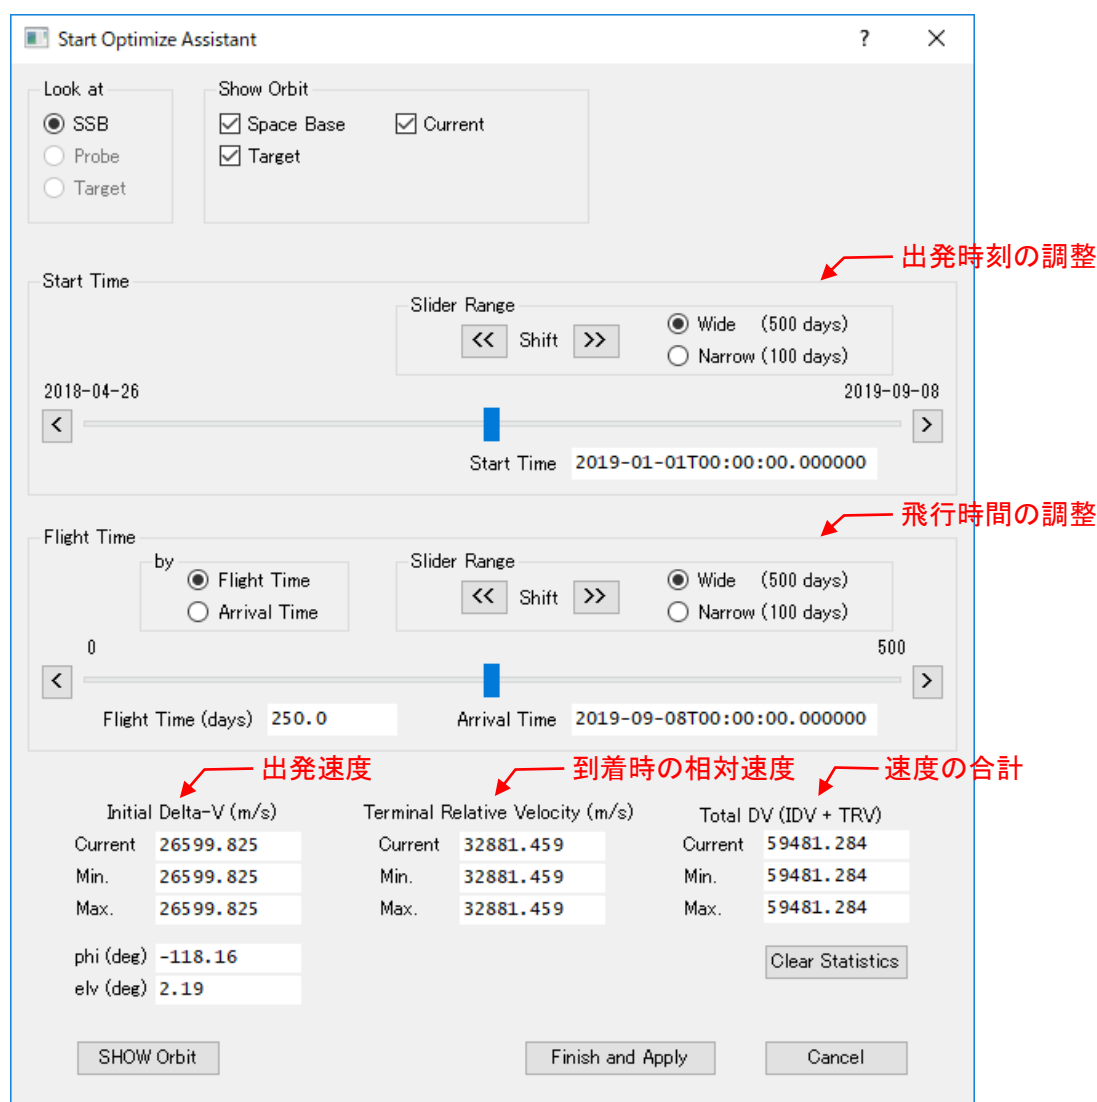 Start Optimize Assistant ?
Look at
SSB
Probe
Target
Show Orbit
Space Base Current
Target
出発時刻の調整
Start Time
Slider Range
<< Shift >>
Wide (500 days)
Narrow (100 days)
2018-04-26 2019-09-08
< >
Start Time 2019-01-01T00:00:00.000000
飛行時間の調整
Flight Time
by
Flight Time
Arrival Time
Slider Range
<< Shift >>
Wide (500 days)
Narrow (100 days)
0 500
< >
Flight Time (days) 250.0 Arrival Time 2019-09-08T00:00:00.000000
出発速度 到着時の相対速度 速度の合計
Initial Delta-V (m/s) Terminal Relative Velocity (m/s) Total DV (IDV + TRV)
Current 26599.825 Current 32881.459 Current 59481.284
Min. 26599.825 Min. 32881.459 Min. 59481.284
Max. 26599.825 Max. 32881.459 Max. 59481.284
phi (deg) -118.16 Clear Statistics
elv (deg) 2.19
SHOW Orbit Finish and Apply Cancel